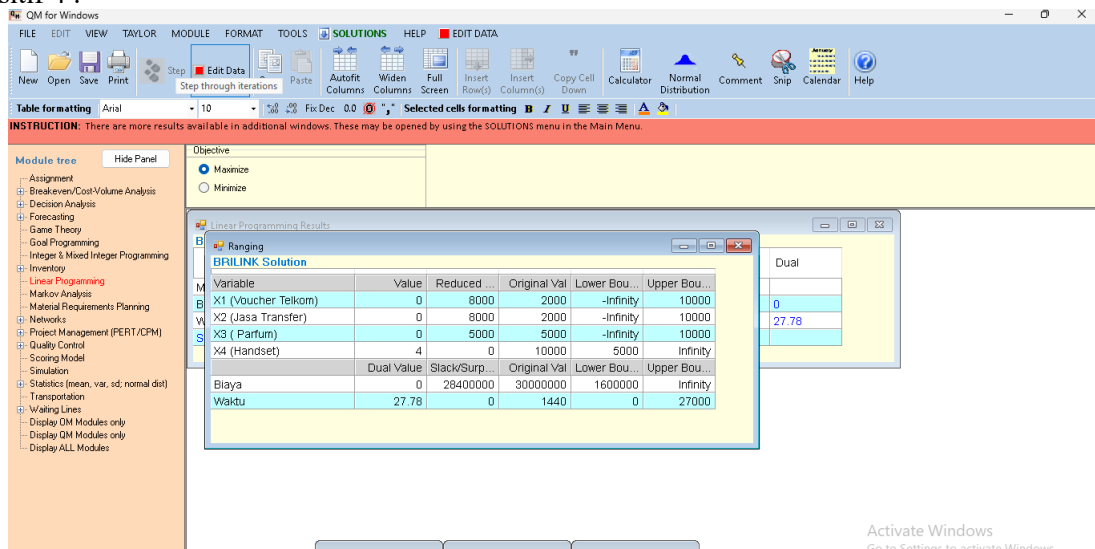 QM for Windows
FILE EDIT VIEW TAYLOR MODULE FORMAT TOOLS SOLUTIONS HELP EDIT DATA
New Open Save Print Step Edit Data Paste Autofit Columns Widen Columns Full Screen Insert Row(s) Insert Column(s) Copy Cell Down Calculator Normal Distribution Comment Snip Calendar Help
Step through iterations
Table formatting Arial 10 Fix Dec 0.0 "," Selected cells formatting B I U A
INSTRUCTION: There are more results available in additional windows. These may be opened by using the SOLUTIONS menu in the Main Menu.
Module tree Hide Panel
Assignment
Breakeven/Cost-Volume Analysis
Decision Analysis
Forecasting
Game Theory
Goal Programming
Integer & Mixed Integer Programming
Inventory
Linear Programming
Markov Analysis
Material Requirements Planning
Networks
Project Management (PERT/CPM)
Quality Control
Scoring Model
Simulation
Statistics (mean, var, sd; normal dist)
Transportation
Waiting Lines
Display OM Modules only
Display QM Modules only
Display ALL Modules
Objective
Maximize
Minimize
Linear Programming Results
Dual
0
27.78
Ranging
BRILINK Solution
Variable Value Reduced ... Original Val Lower Bou... Upper Bou...
X1 (Voucher Telkom) 0 8000 2000 -Infinity 10000
X2 (Jasa Transfer) 0 8000 2000 -Infinity 10000
X3 ( Parfum) 0 5000 5000 -Infinity 10000
X4 (Handset) 4 0 10000 5000 Infinity
Dual Value Slack/Surp... Original Val Lower Bou... Upper Bou...
Biaya 0 28400000 30000000 1600000 Infinity
Waktu 27.78 0 1440 0 27000
Activate Windows
Go to Settings to activate Windows